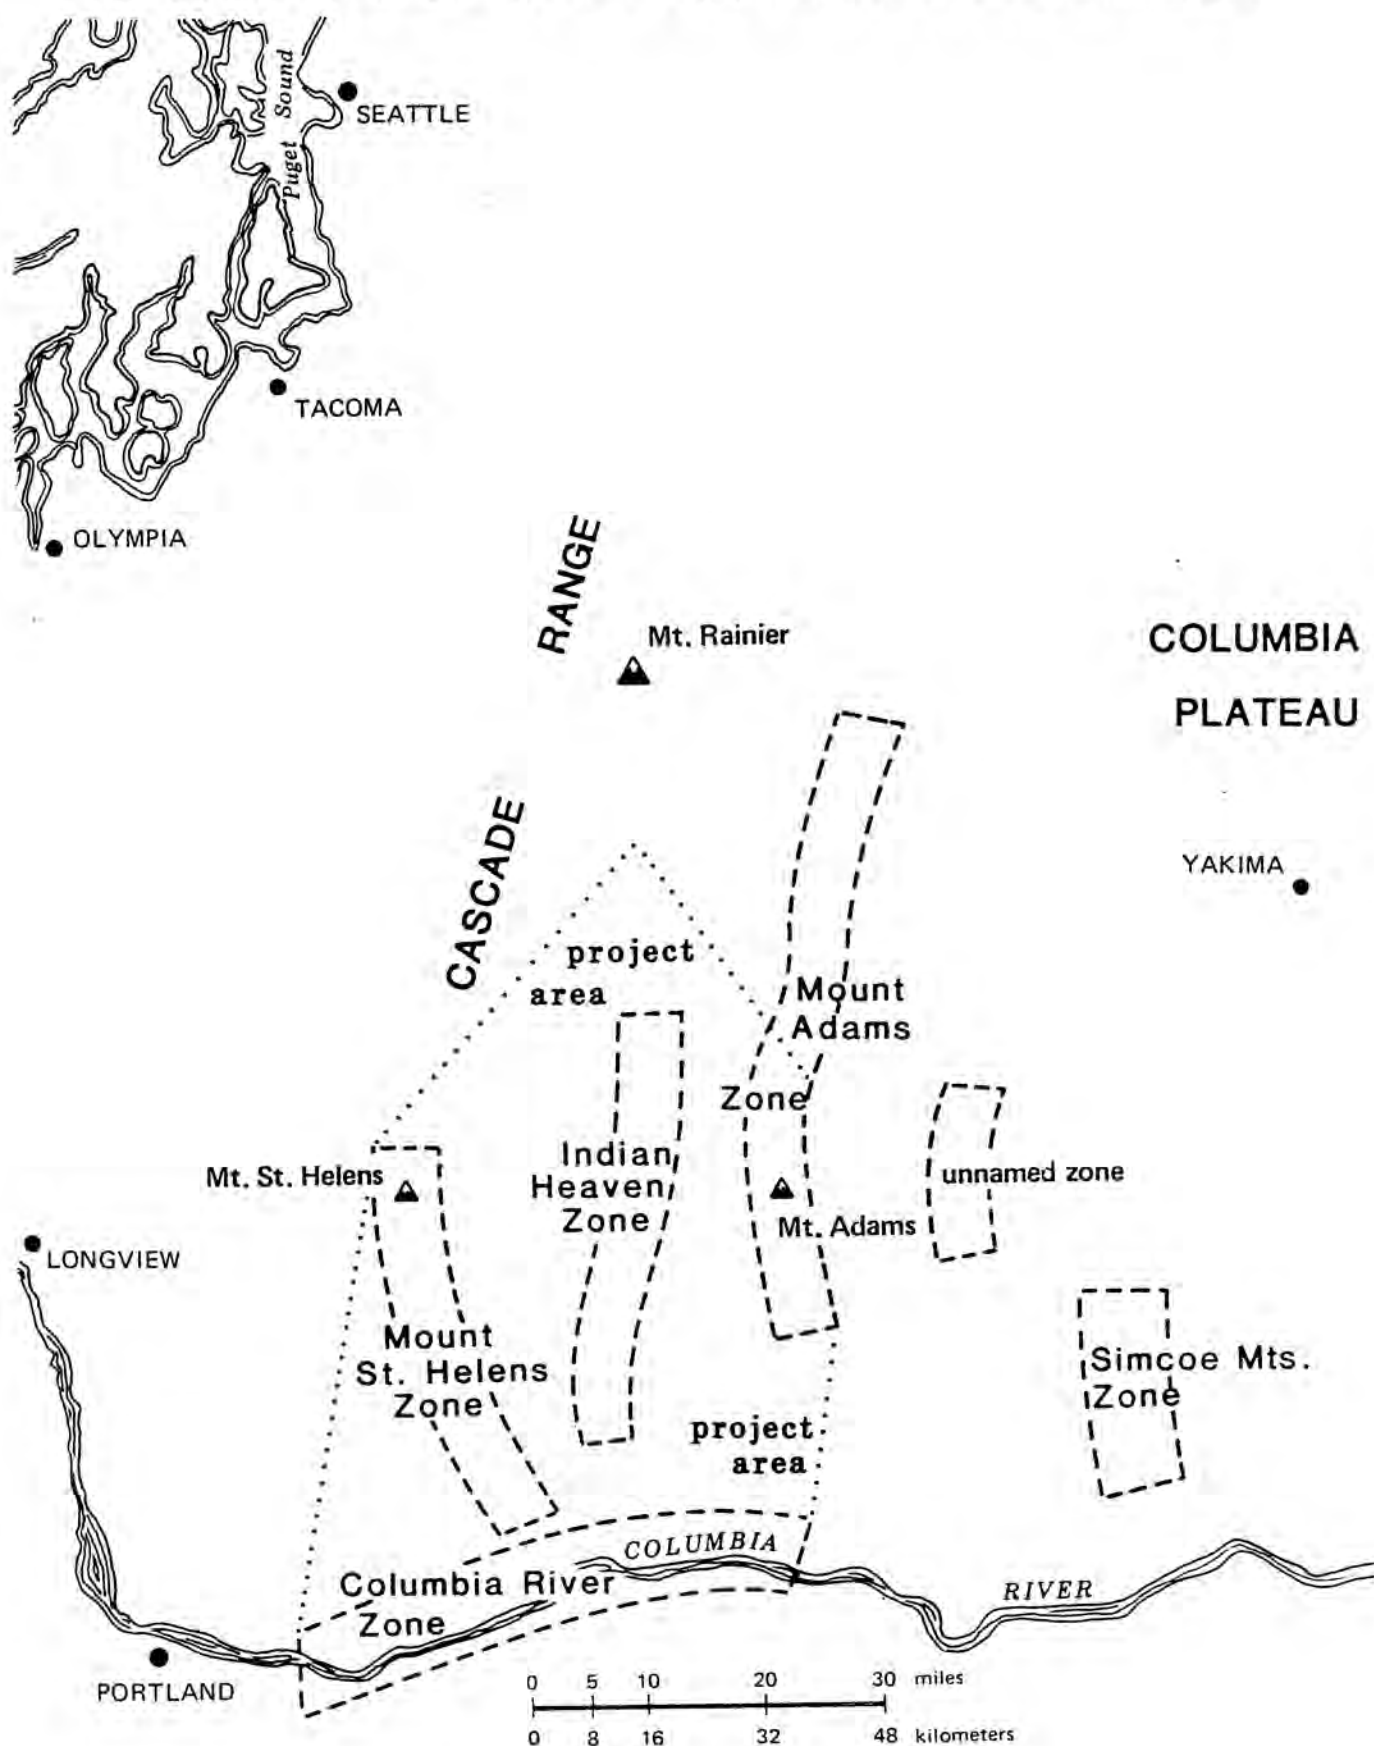 Puget Sound
SEATTLE
TACOMA
OLYMPIA
CASCADE RANGE
Mt. Rainier
COLUMBIA
PLATEAU
YAKIMA
project
area
Mount
Adams
Zone
Indian
Heaven
Zone
Mt. St. Helens
Mt. Adams
unnamed zone
LONGVIEW
Mount
St. Helens
Zone
Simcoe Mts.
Zone
project
area
COLUMBIA RIVER
Columbia River
Zone
PORTLAND
0 5 10 20 30 miles
0 8 16 32 48 kilometers